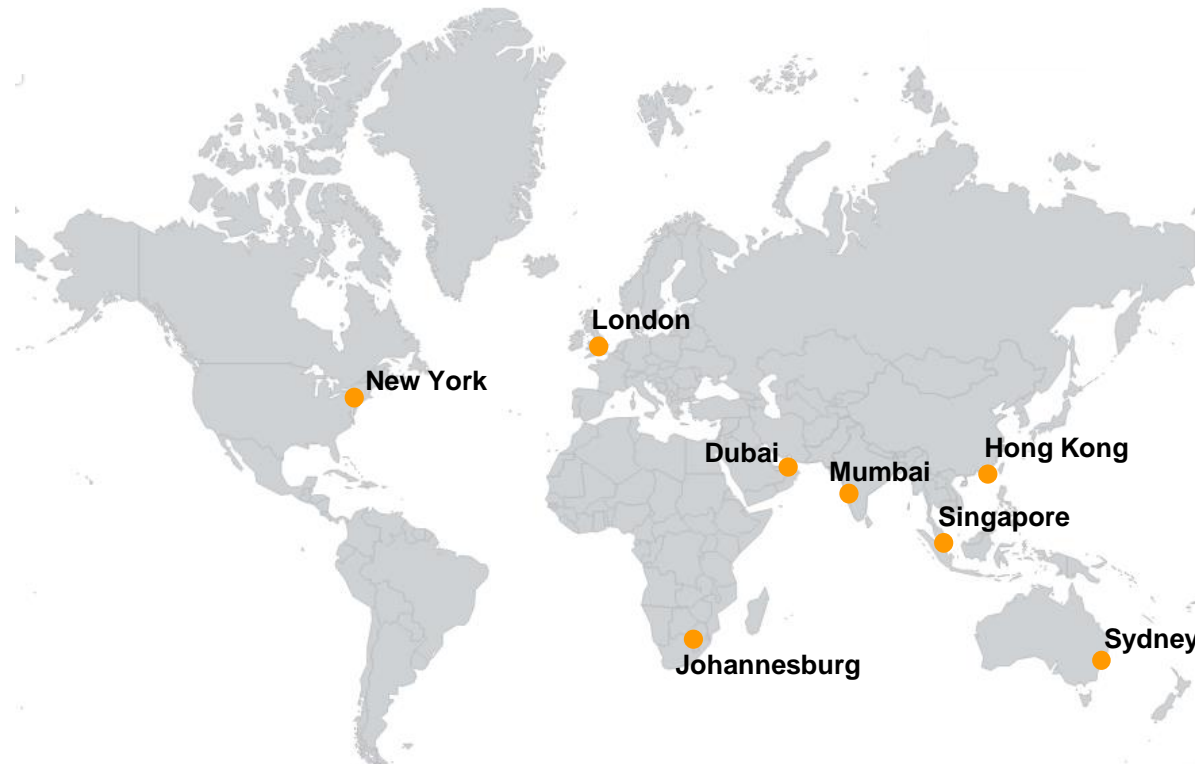 London
New York
Dubai
Hong Kong
Mumbai
Singapore
Sydney
Johannesburg